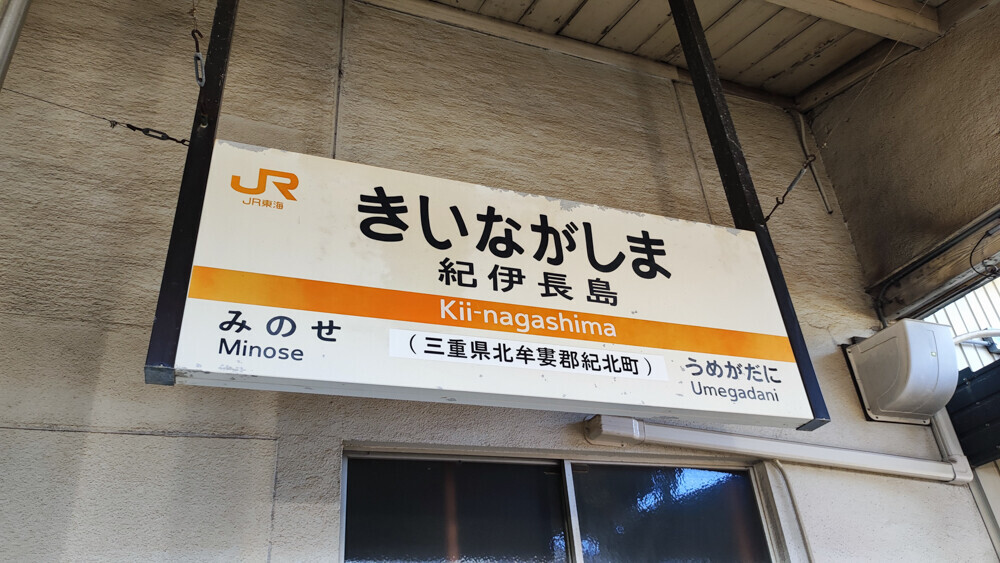 JR
JR東海
きいながしま
紀伊長島
Kii-nagashima
みのせ
Minose
(三重県北牟婁郡紀北町)
うめがだに
Umegadani